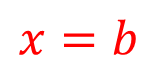 x = b